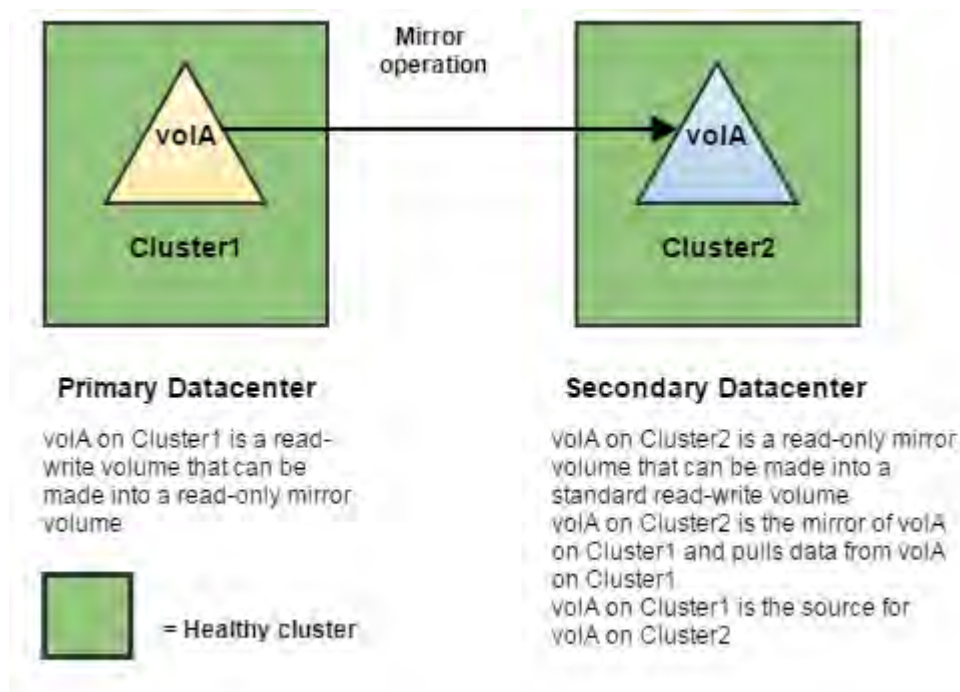 Mirror
operation
volA
volA
Cluster1
Cluster2
Primary Datacenter
volA on Cluster1 is a read-
write volume that can be
made into a read-only mirror
volume
Secondary Datacenter
volA on Cluster2 is a read-only mirror
volume that can be made into a
standard read-write volume
volA on Cluster2 is the mirror of volA
on Cluster1 and pulls data from volA
on Cluster1
volA on Cluster1 is the source for
volA on Cluster2
= Healthy cluster